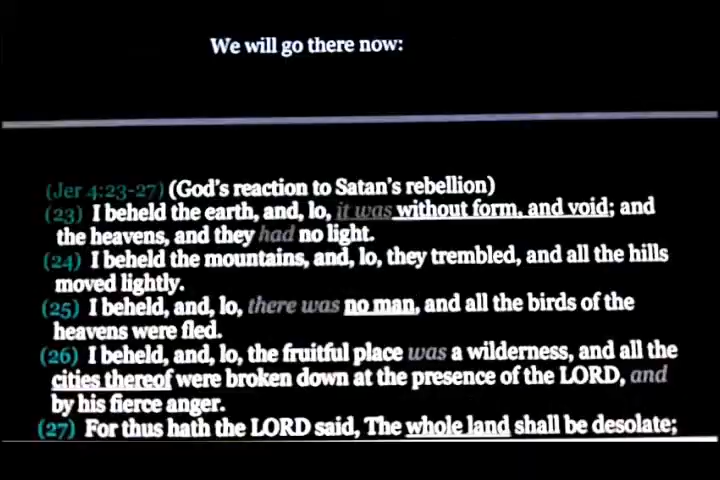 We will go there now:
(Jer 4:23-27) (God's reaction to Satan's rebellion)
(23) I beheld the earth, and, lo, it was without form, and void; and
the heavens, and they had no light.
(24) I beheld the mountains, and, lo, they trembled, and all the hills
moved lightly.
(25) I beheld, and, lo, there was no man, and all the birds of the
heavens were fled.
(26) I beheld, and, lo, the fruitful place was a wilderness, and all the
cities thereof were broken down at the presence of the LORD, and
by his fierce anger.
(27) For thus hath the LORD said, The whole land shall be desolate;